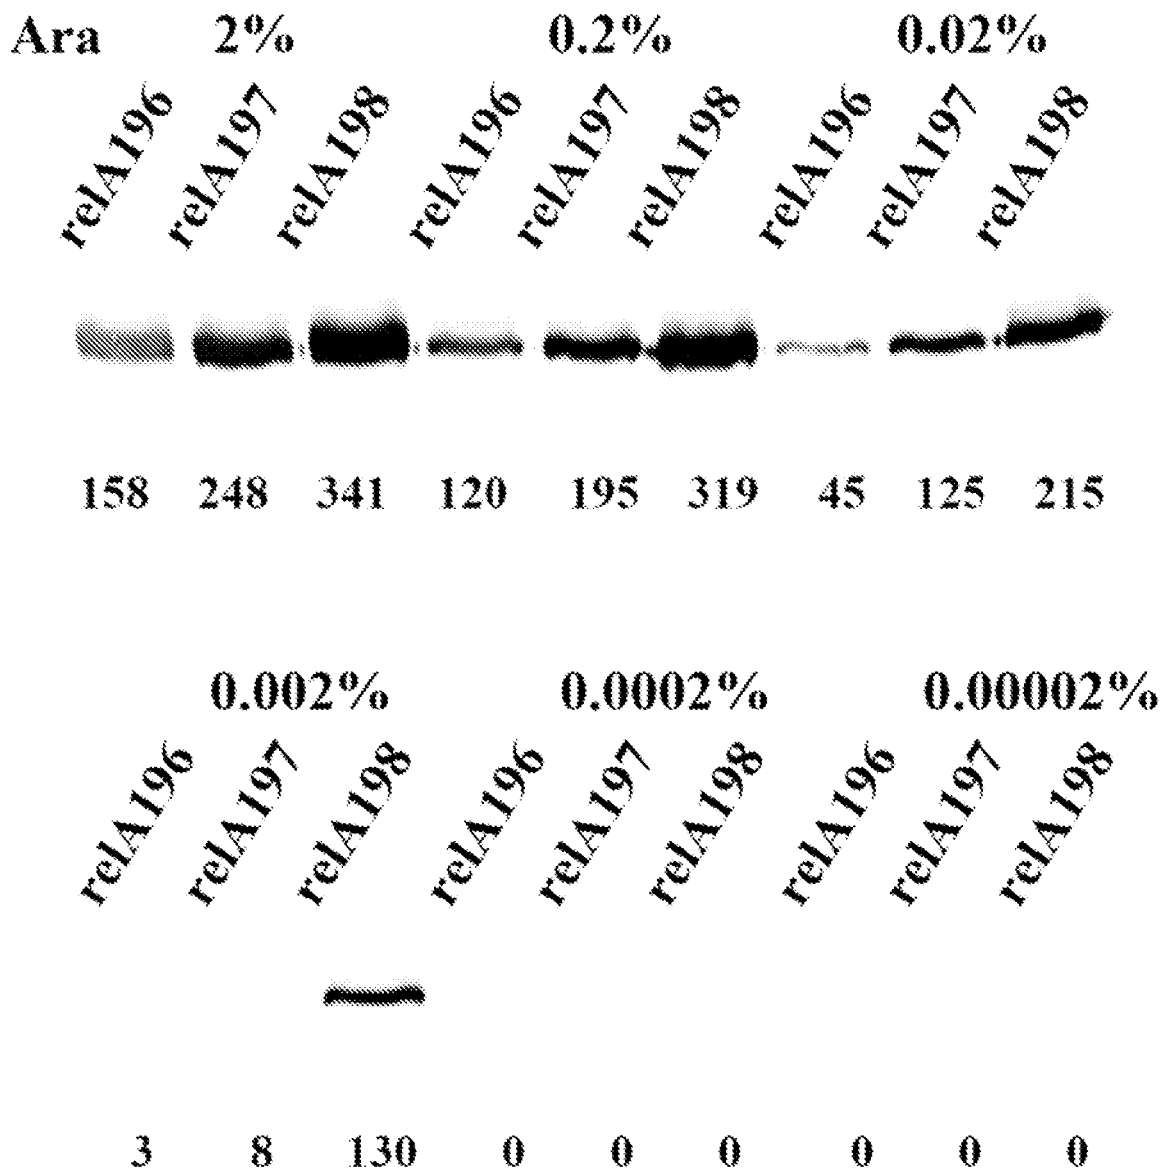 Ara 2% 0.2% 0.02%
relA196 relA197 relA198 relA196 relA197 relA198 relA196 relA197 relA198
158 248 341 120 195 319 45 125 215
0.002% 0.0002% 0.00002%
relA196 relA197 relA198 relA196 relA197 relA198 relA196 relA197 relA198
3 8 130 0 0 0 0 0 0